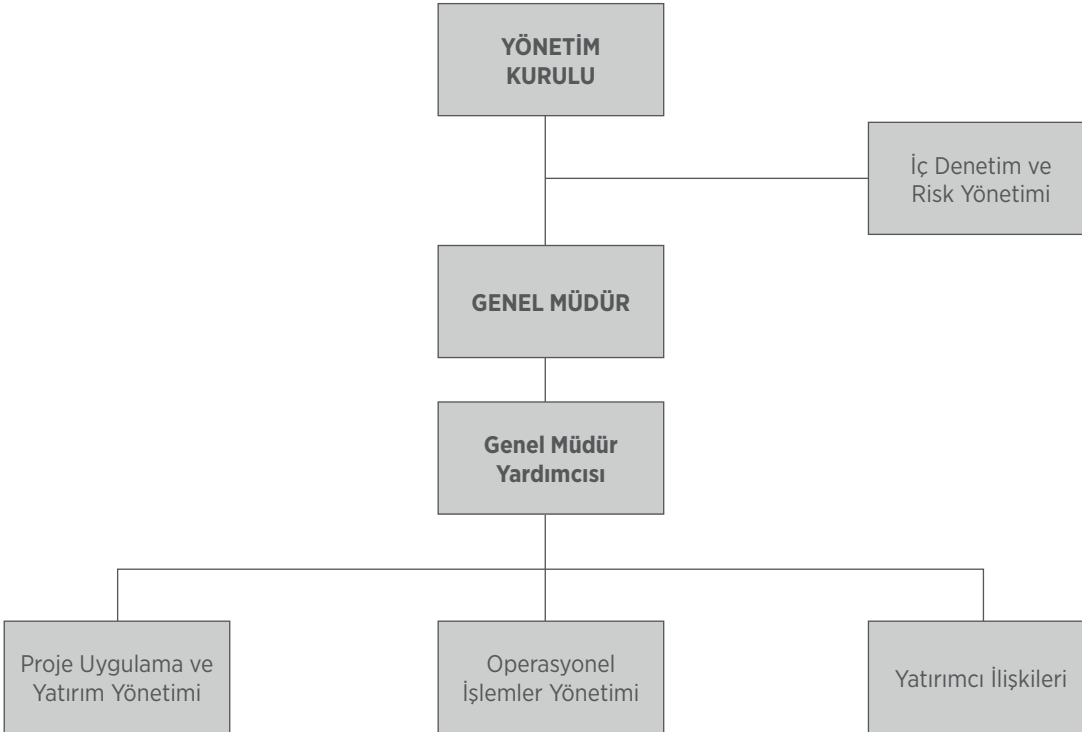 YÖNETİM
KURULU
İç Denetim ve
Risk Yönetimi
GENEL MÜDÜR
Genel Müdür
Yardımcısı
Proje Uygulama ve
Yatırım Yönetimi
Operasyonel
İşlemler Yönetimi
Yatırımcı İlişkileri